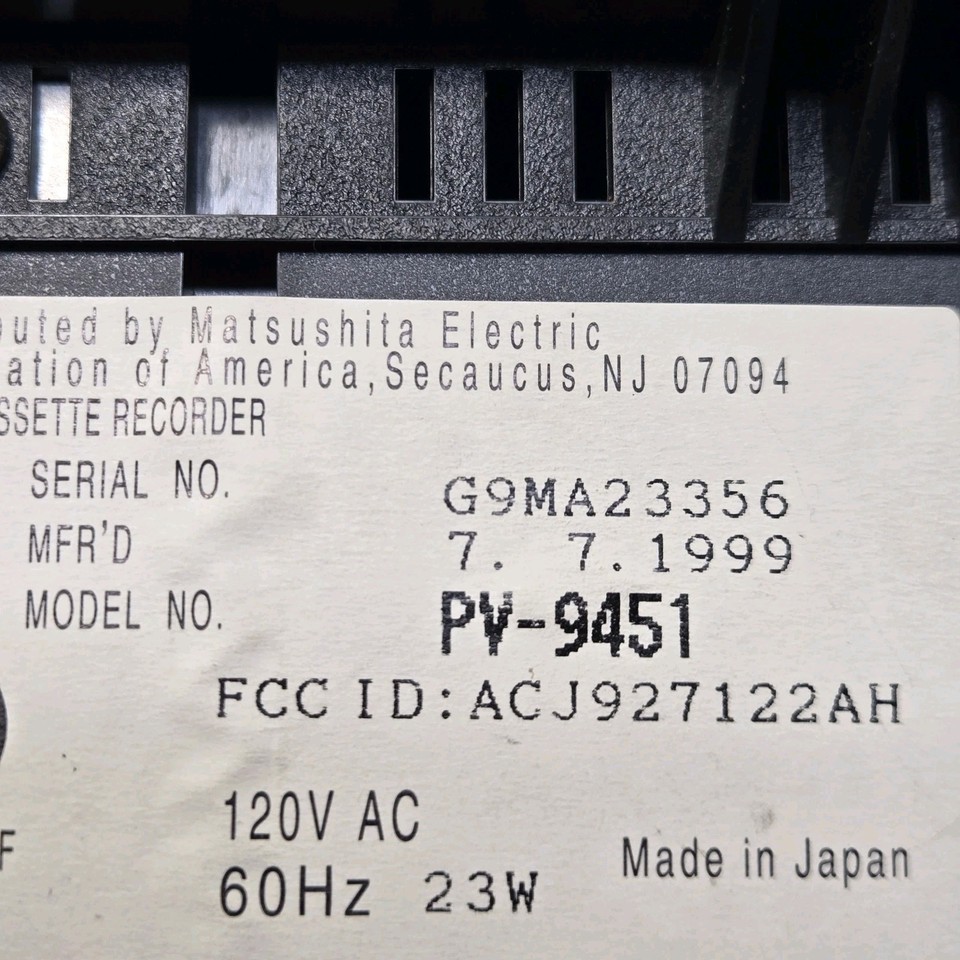 buted by Matsushita Electric
ation of America,Secaucus,NJ 07094
SSETTE RECORDER
SERIAL NO. G9MA23356
MFR'D 7. 7.1999
MODEL NO. PV-9451
FCC ID:ACJ927122AH
120V AC
F 60Hz 23W Made in Japan